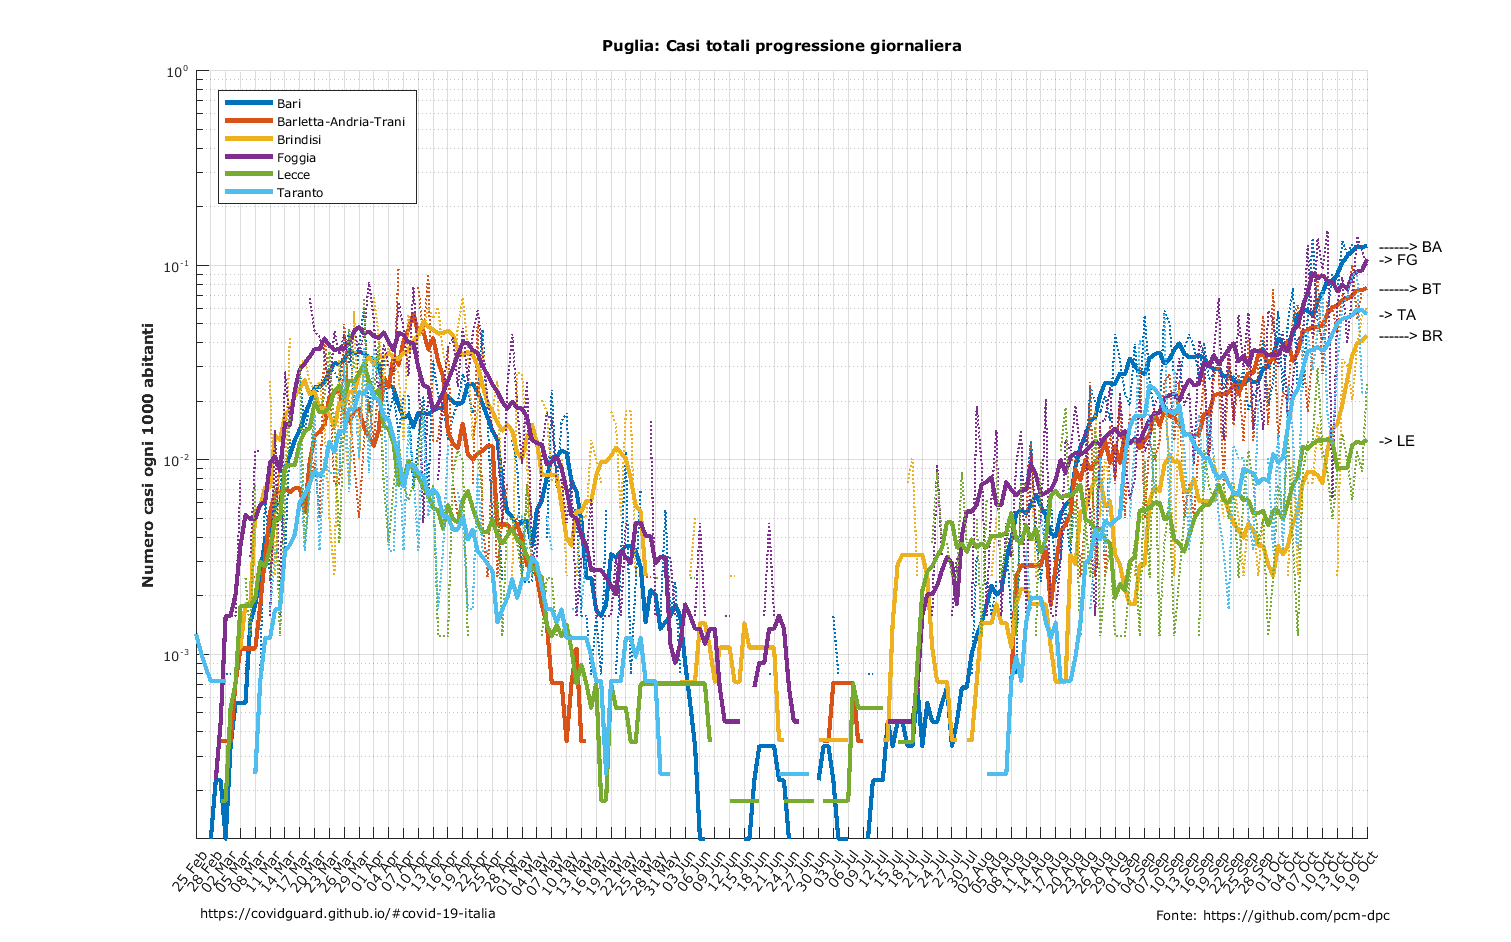 Puglia: Casi totali progressione giornaliera
10^0
10^-1
10^-2
10^-3
Numero casi ogni 1000 abitanti
Bari
Barletta-Andria-Trani
Brindisi
Foggia
Lecce
Taranto
------> BA
-> FG
------> BT
-> TA
------> BR
-> LE
25 Feb
28 Feb
02 Mar
05 Mar
08 Mar
11 Mar
14 Mar
17 Mar
20 Mar
23 Mar
26 Mar
29 Mar
01 Apr
04 Apr
07 Apr
10 Apr
13 Apr
16 Apr
19 Apr
22 Apr
25 Apr
28 Apr
01 May
04 May
07 May
10 May
13 May
16 May
19 May
22 May
25 May
28 May
31 May
03 Jun
06 Jun
09 Jun
12 Jun
15 Jun
18 Jun
21 Jun
24 Jun
27 Jun
30 Jun
03 Jul
06 Jul
09 Jul
12 Jul
15 Jul
18 Jul
21 Jul
24 Jul
27 Jul
30 Jul
02 Aug
05 Aug
08 Aug
11 Aug
14 Aug
17 Aug
20 Aug
23 Aug
26 Aug
29 Aug
01 Sep
04 Sep
07 Sep
10 Sep
13 Sep
16 Sep
19 Sep
22 Sep
25 Sep
28 Sep
01 Oct
04 Oct
07 Oct
10 Oct
13 Oct
16 Oct
19 Oct
https://covidguard.github.io/#covid-19-italia
Fonte: https://github.com/pcm-dpc